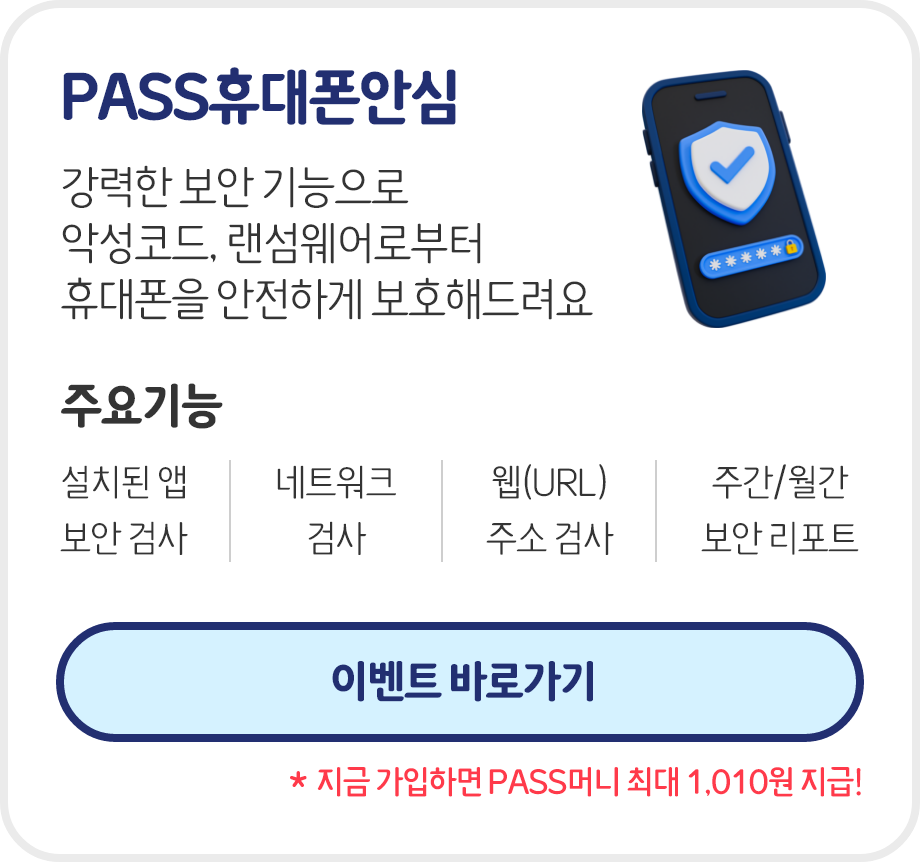 PASS휴대폰안심
강력한 보안 기능으로
악성코드, 랜섬웨어로부터
휴대폰을 안전하게 보호해드려요
주요기능
설치된 앱
보안 검사
네트워크
검사
웹(URL)
주소 검사
주간/월간
보안 리포트
이벤트 바로가기
* 지금 가입하면 PASS머니 최대 1,010원 지급!